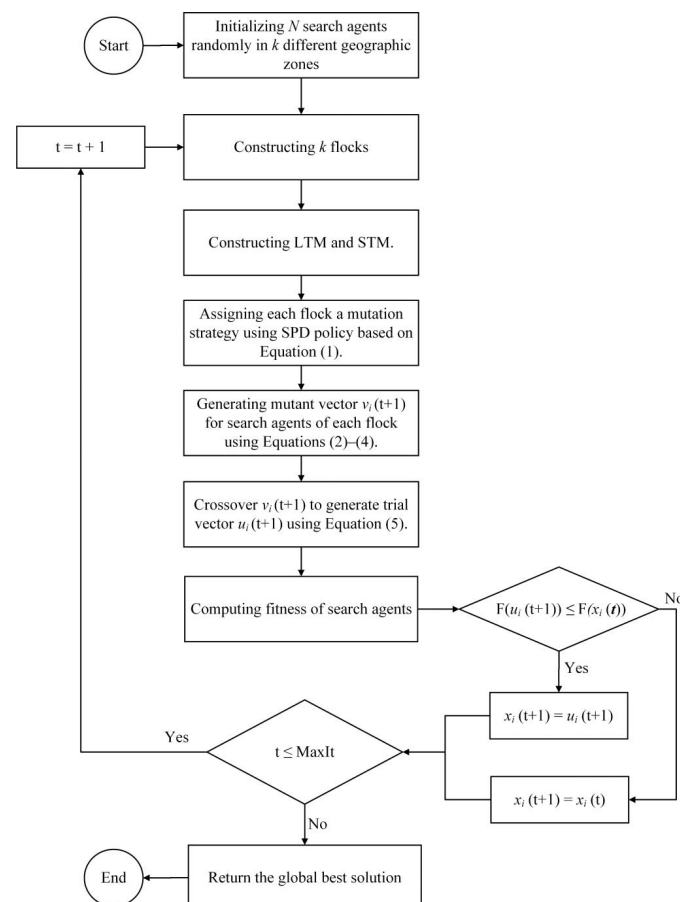 Start
Initializing N search agents
randomly in k different geographic
zones
t = t + 1
Constructing k flocks
Constructing LTM and STM.
Assigning each flock a mutation
strategy using SPD policy based on
Equation (1).
Generating mutant vector vᵢ (t+1)
for search agents of each flock
using Equations (2)–(4).
Crossover vᵢ (t+1) to generate trial
vector uᵢ (t+1) using Equation (5).
Computing fitness of search agents
F(uᵢ (t+1)) ≤ F(xᵢ (t))
No
Yes
xᵢ (t+1) = uᵢ (t+1)
xᵢ (t+1) = xᵢ (t)
Yes
t ≤ MaxIt
No
End
Return the global best solution